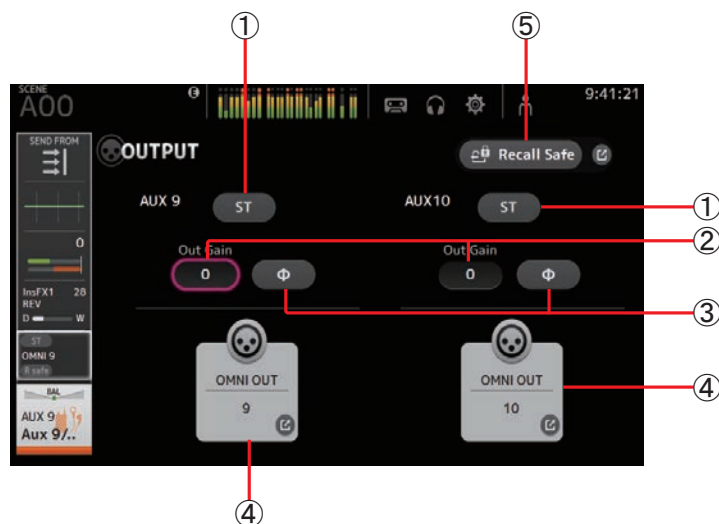 ① ⑤
SCENE
A00
E
9:41:21
SEND FROM
OUTPUT
Recall Safe
AUX 9 ST
AUX10 ST
①
②
0
Out Gain
0 Φ
Out Gain
0 Φ
InsFX1 28
REV
D W
③
ST
OMNI 9
R safe
OMNI OUT
9
OMNI OUT
10
④
BAL
AUX 9
Aux 9/..
④